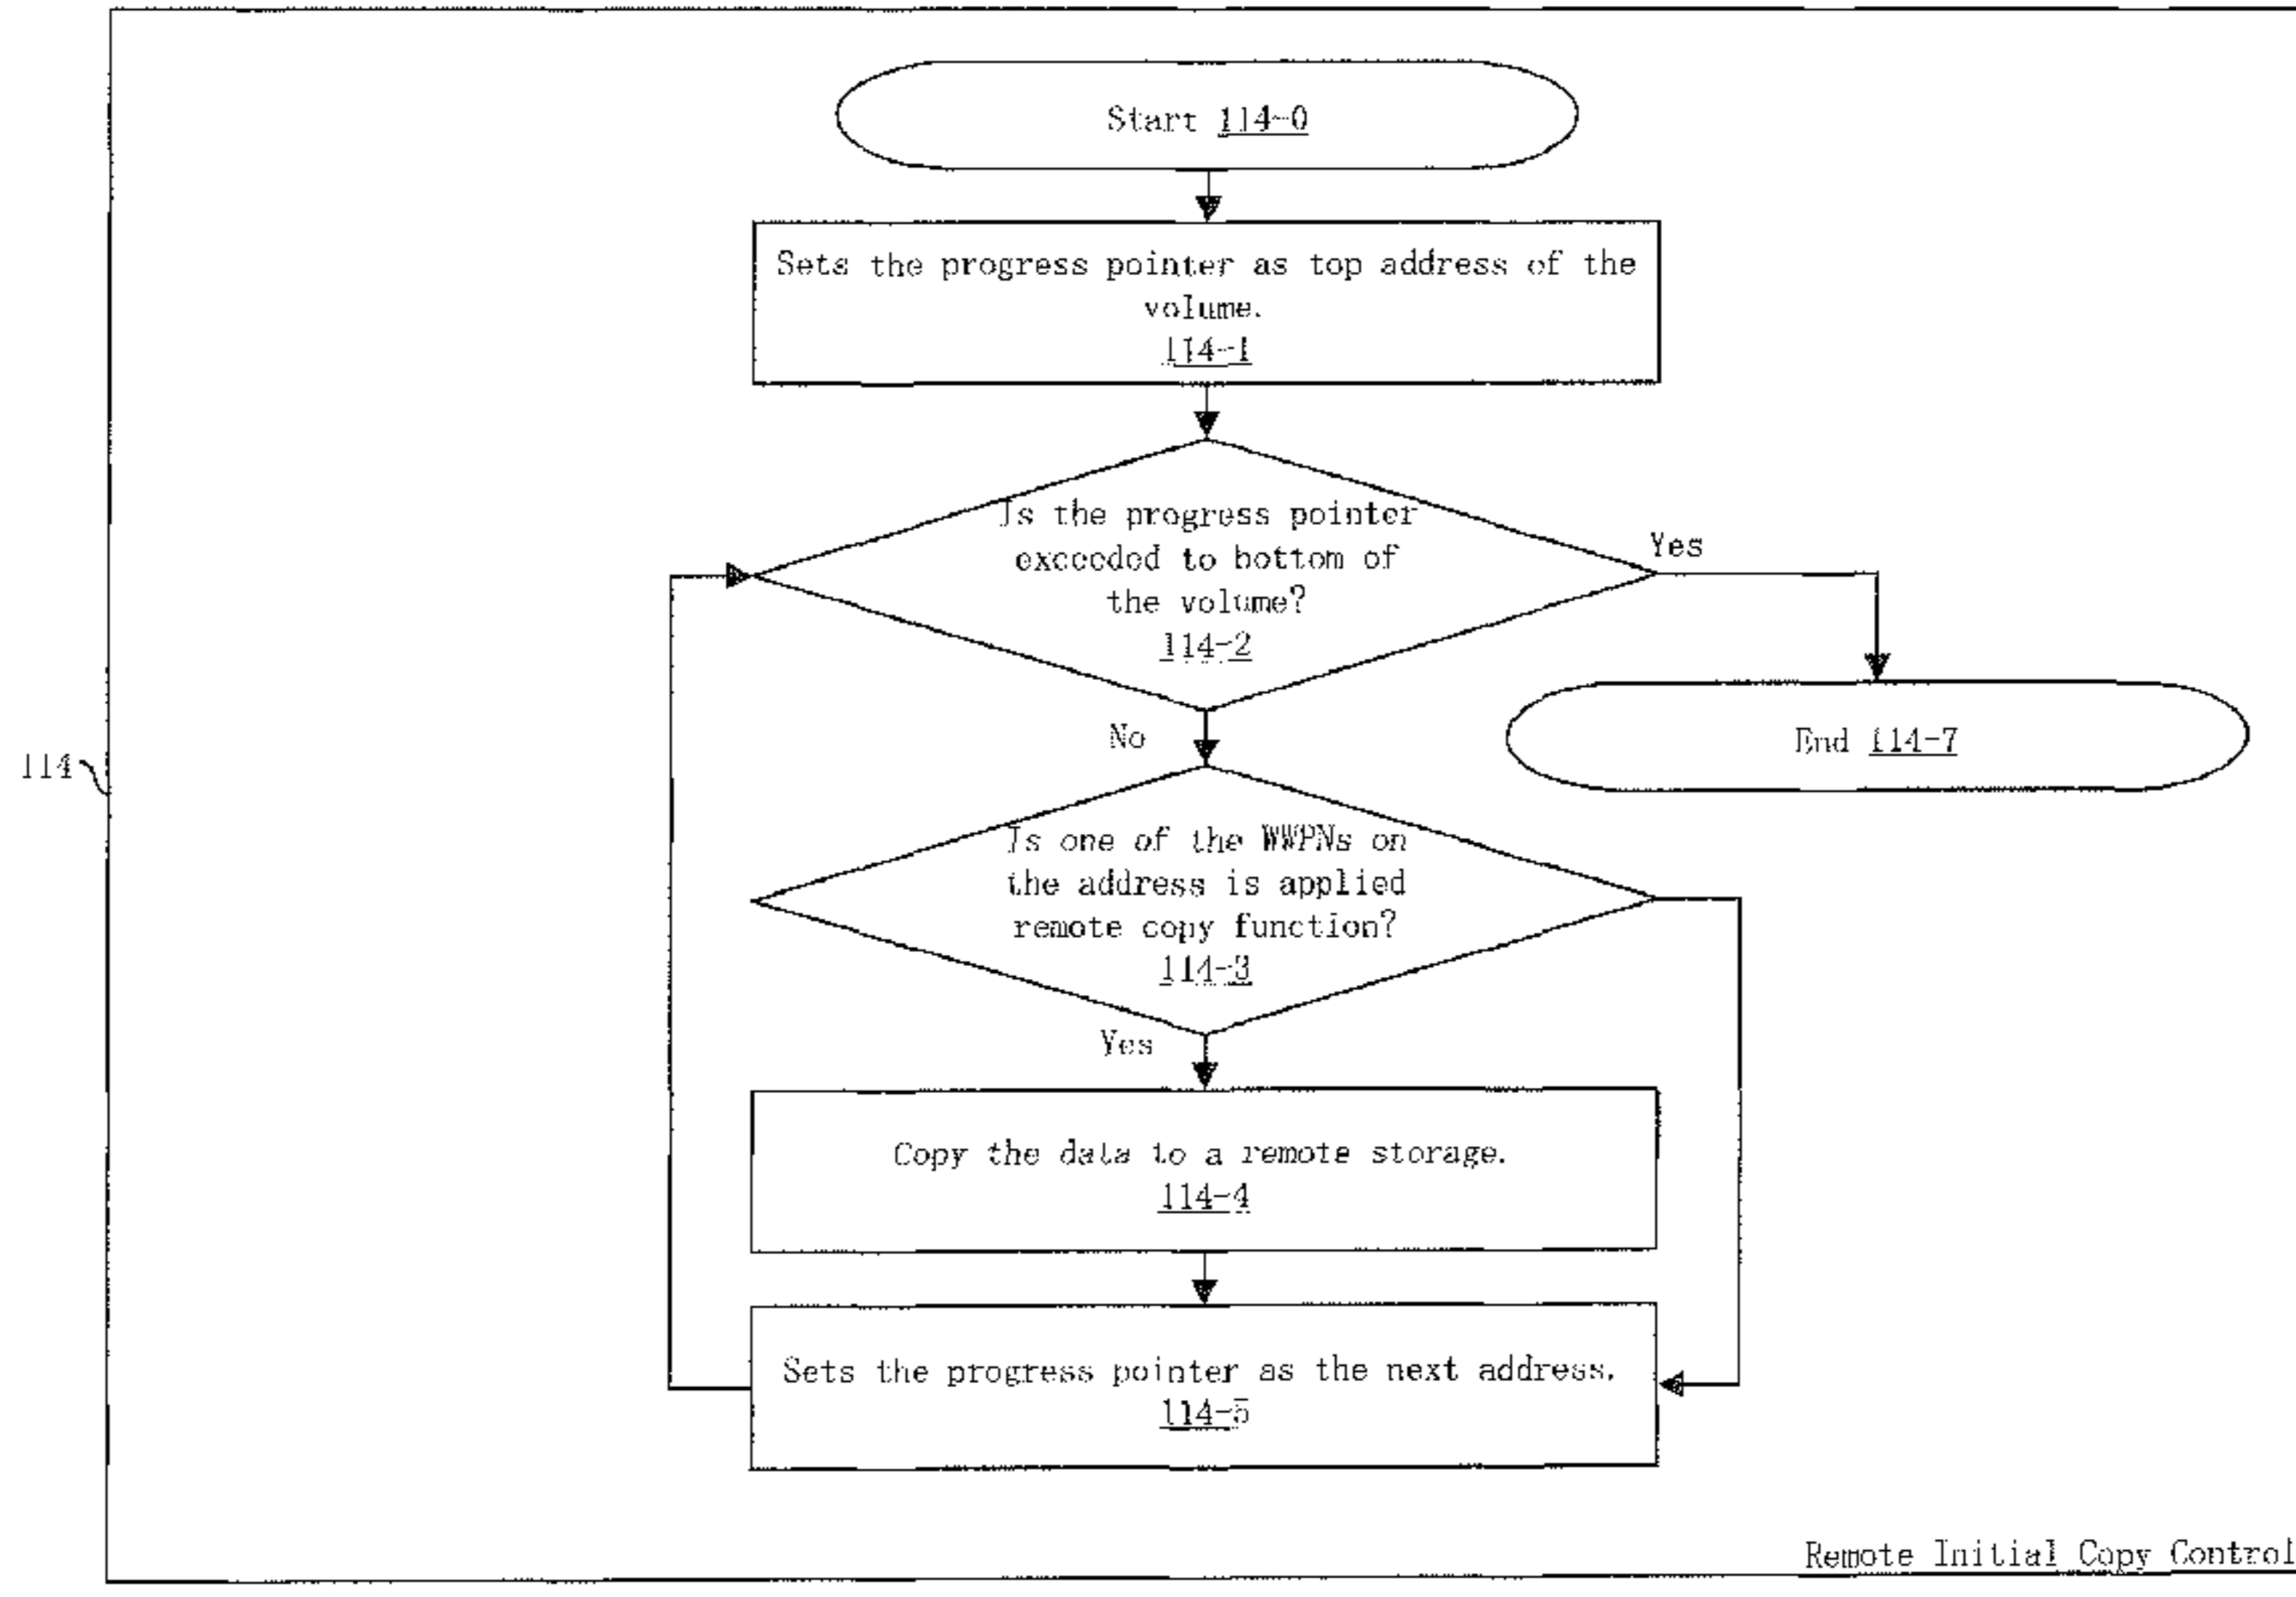 Start 114-0
Sets the progress pointer as top address of the
volume.
114-1
Is the progress pointer
exceeded to bottom of
the volume?
114-2
Yes
No
End 114-7
114
Is one of the WWPNs on
the address is applied
remote copy function?
114-3
Yes
Copy the data to a remote storage.
114-4
Sets the progress pointer as the next address.
114-5
Remote Initial Copy Control